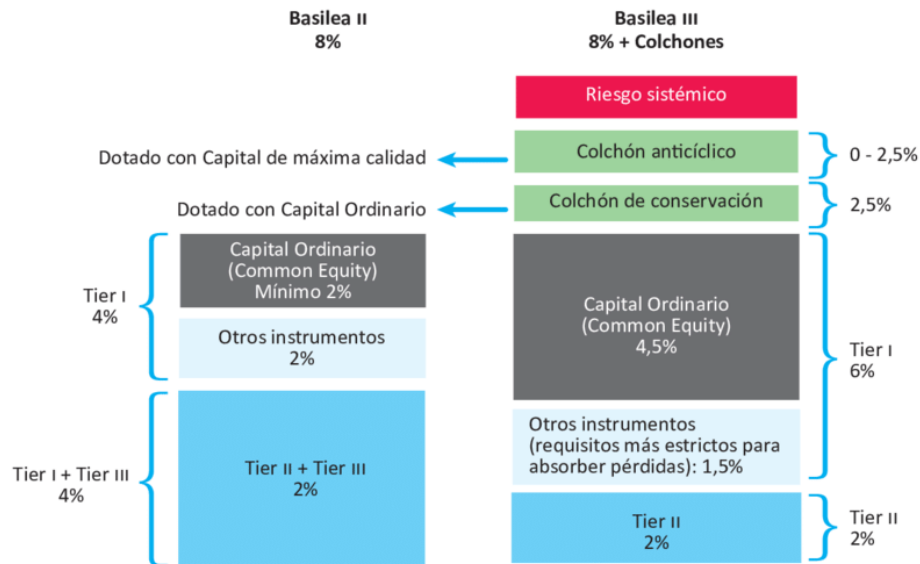 Basilea II
8%
Basilea III
8% + Colchones
Riesgo sistémico
Dotado con Capital de máxima calidad
Colchón anticíclico
0 - 2,5%
Dotado con Capital Ordinario
Colchón de conservación
2,5%
Tier I
4%
Capital Ordinario
(Common Equity)
Mínimo 2%
Otros instrumentos
2%
Capital Ordinario
(Common Equity)
4,5%
Tier I
6%
Otros instrumentos
(requisitos más estrictos para
absorber pérdidas): 1,5%
Tier I + Tier III
4%
Tier II + Tier III
2%
Tier II
2%
Tier II
2%